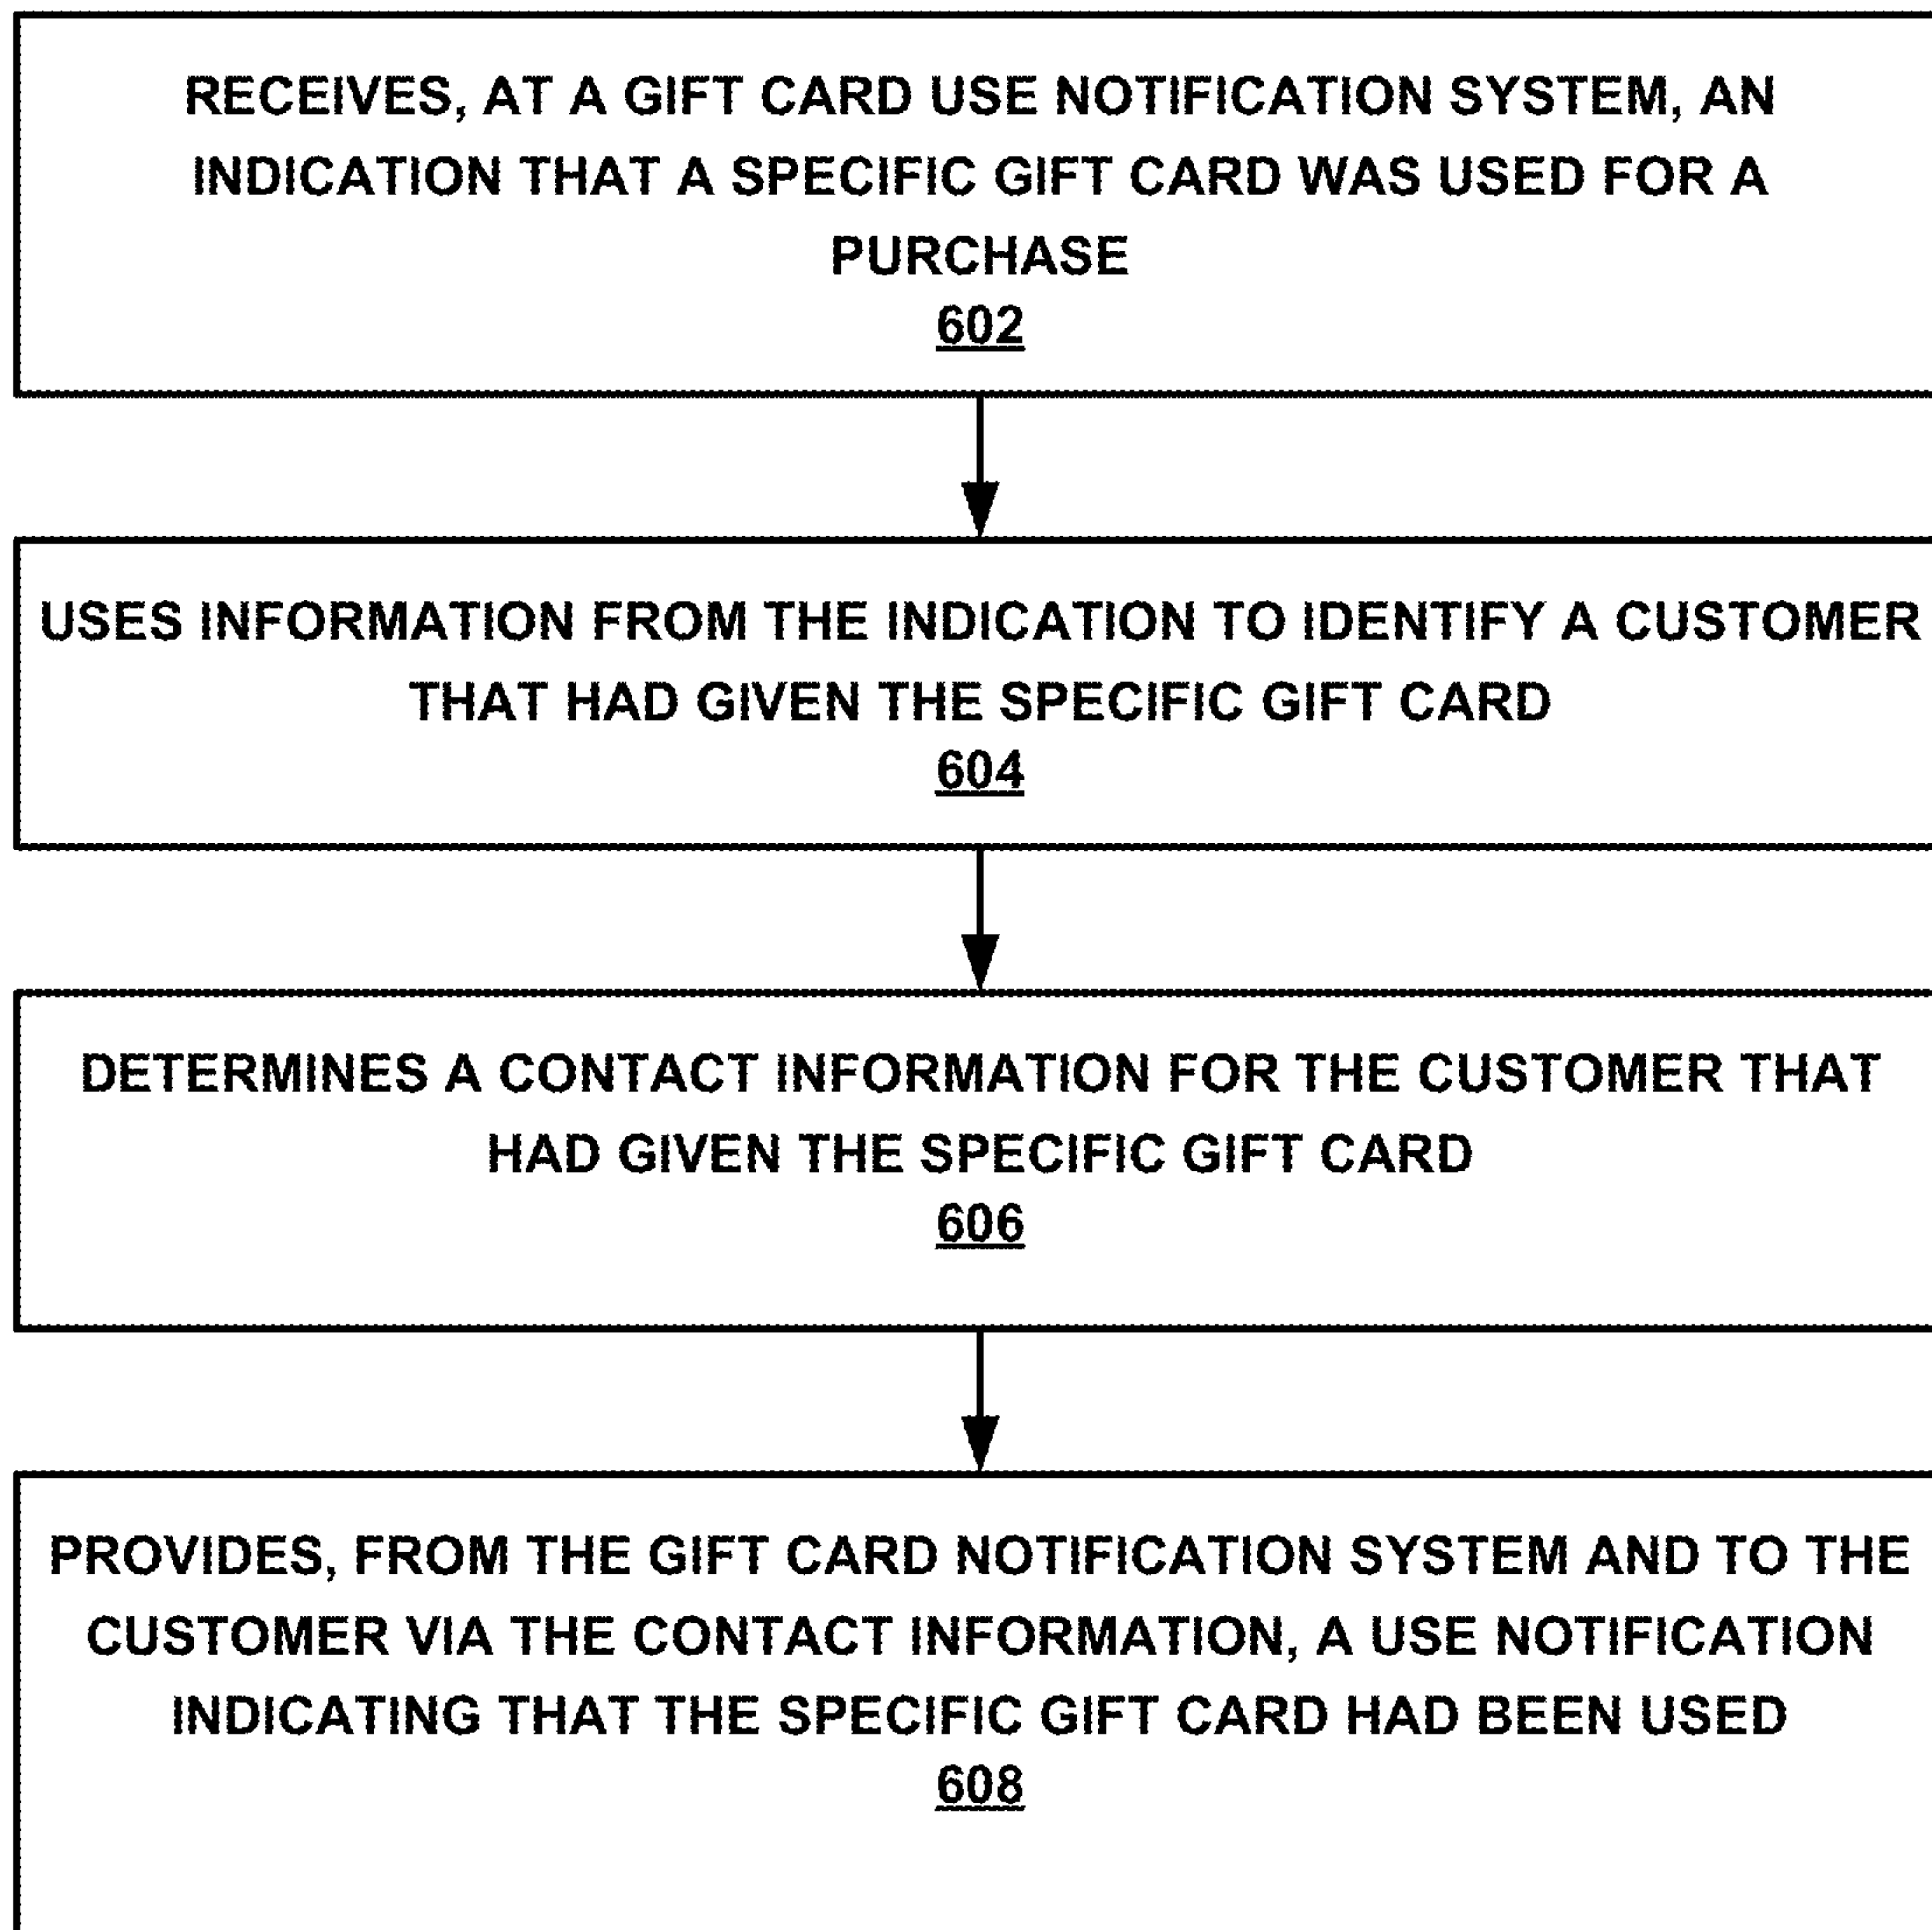 RECEIVES, AT A GIFT CARD USE NOTIFICATION SYSTEM, AN
INDICATION THAT A SPECIFIC GIFT CARD WAS USED FOR A
PURCHASE
602
USES INFORMATION FROM THE INDICATION TO IDENTIFY A CUSTOMER
THAT HAD GIVEN THE SPECIFIC GIFT CARD
604
DETERMINES A CONTACT INFORMATION FOR THE CUSTOMER THAT
HAD GIVEN THE SPECIFIC GIFT CARD
606
PROVIDES, FROM THE GIFT CARD NOTIFICATION SYSTEM AND TO THE
CUSTOMER VIA THE CONTACT INFORMATION, A USE NOTIFICATION
INDICATING THAT THE SPECIFIC GIFT CARD HAD BEEN USED
608